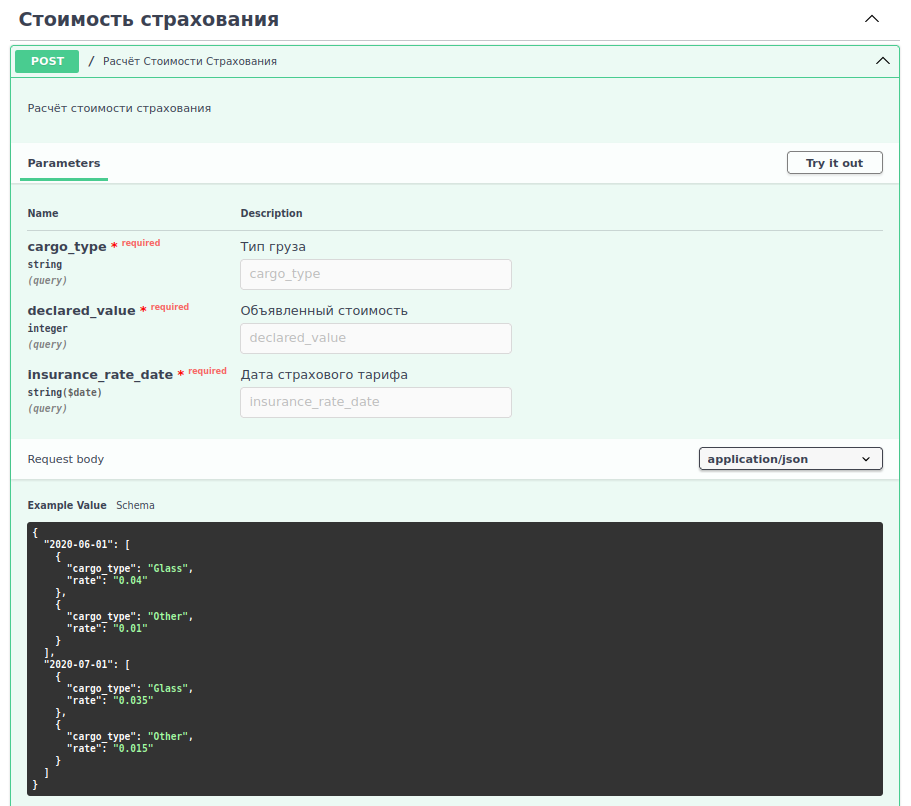 Стоимость страхования
POST / Расчёт Стоимости Страхования
Расчёт стоимости страхования
Parameters Try it out
Name Description
cargo_type * required Тип груза
string
(query)
cargo_type
declared_value * required Объявленный стоимость
integer
(query)
declared_value
insurance_rate_date * required Дата страхового тарифа
string($date)
(query)
insurance_rate_date
Request body application/json
Example Value Schema
{
  "2020-06-01": [
    {
      "cargo_type": "Glass",
      "rate": "0.04"
    },
    {
      "cargo_type": "Other",
      "rate": "0.01"
    }
  ],
  "2020-07-01": [
    {
      "cargo_type": "Glass",
      "rate": "0.035"
    },
    {
      "cargo_type": "Other",
      "rate": "0.015"
    }
  ]
}